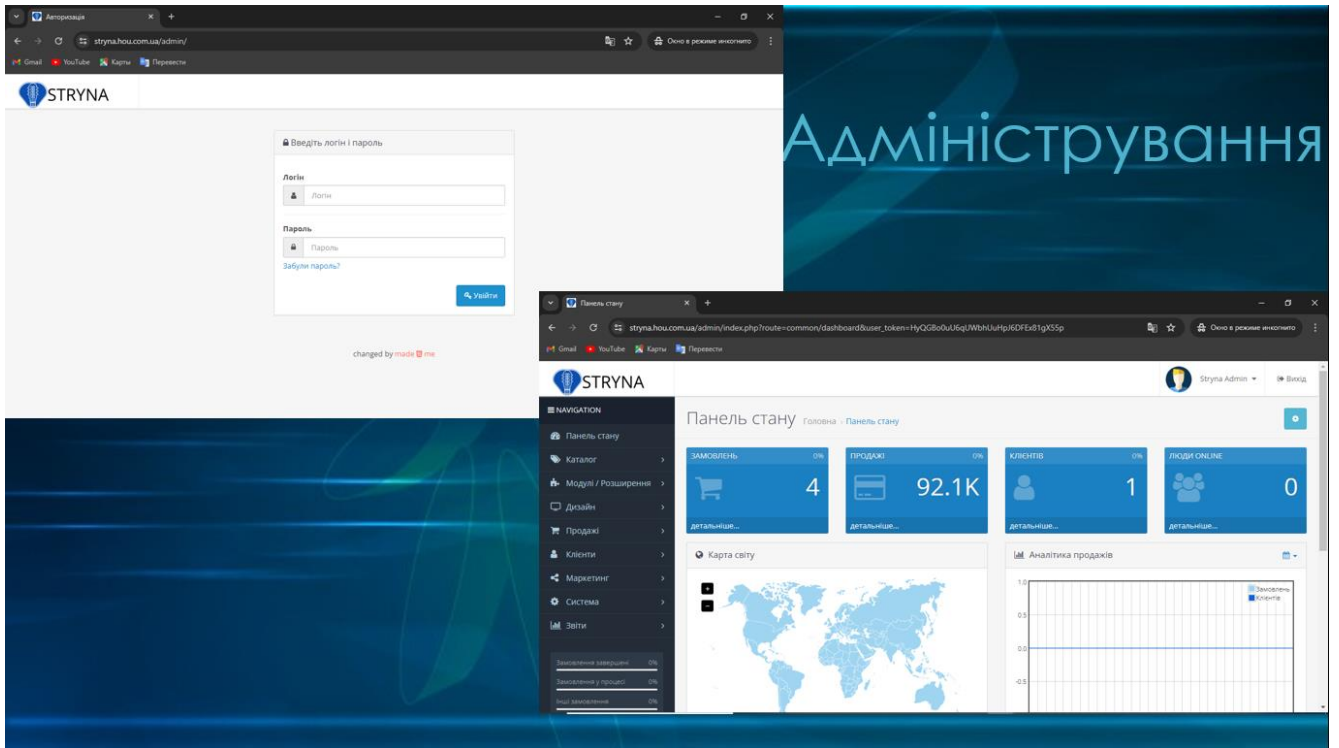 Авторизація
stryna.hou.com.ua/admin/
Окно в режиме инкогнито
Gmail YouTube Карты Перевести
STRYNA
Введіть логін і пароль
Логін
Логін
Пароль
Пароль
Забули пароль?
Увійти
changed by made me
Адміністрування
Панель стану
stryna.hou.com.ua/admin/index.php?route=common/dashboard&user_token=HyQGBo0uU6qUWbhUuHpJ6DFEx81gX55p
Окно в режиме инкогнито
Gmail YouTube Карты Перевести
STRYNA
Stryna Admin Вихід
NAVIGATION
Панель стану
Каталог
Модулі / Розширення
Дизайн
Продажі
Клієнти
Маркетинг
Система
Звіти
Замовлення завершені 0%
Замовлення у процесі 0%
Інші замовлення 0%
Панель стану Головна › Панель стану
ЗАМОВЛЕНЬ 0%
4
детальніше...
ПРОДАЖІ 0%
92.1K
детальніше...
КЛІЄНТІВ 0%
1
детальніше...
ЛЮДИ ONLINE
0
детальніше...
Карта світу
+
−
Аналітика продажів
Замовлень
Клієнтів
1.0
0.5
0.0
-0.5